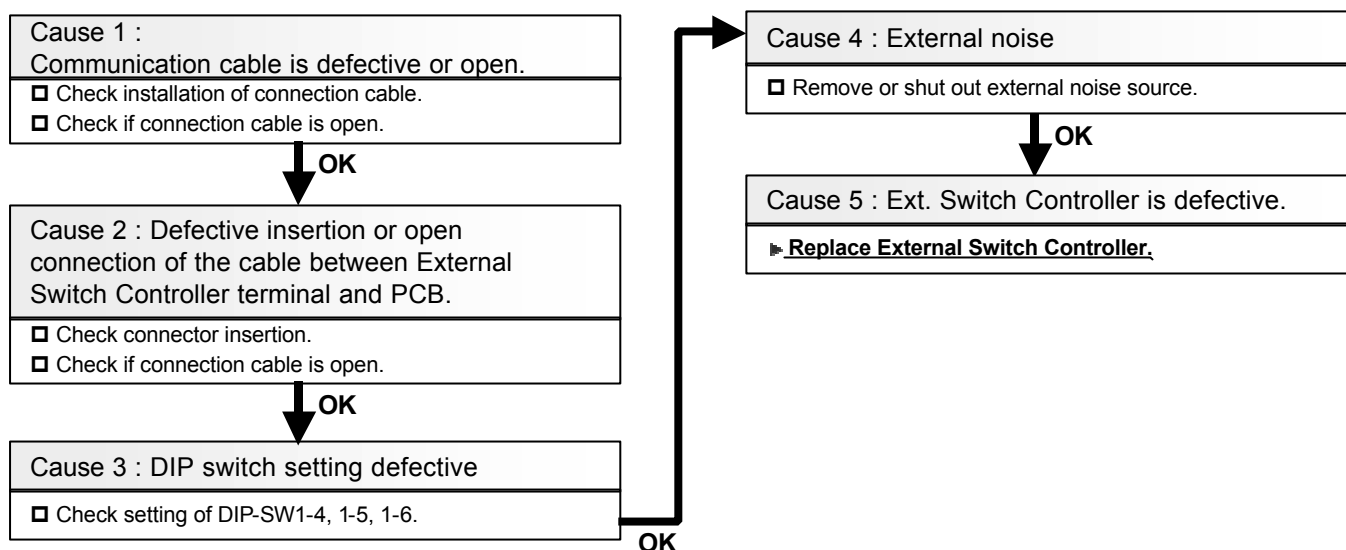 Cause 1 :
Communication cable is defective or open.
Check installation of connection cable.
Check if connection cable is open.
OK
Cause 2 : Defective insertion or open
connection of the cable between External
Switch Controller terminal and PCB.
Check connector insertion.
Check if connection cable is open.
OK
Cause 3 : DIP switch setting defective
Check setting of DIP-SW1-4, 1-5, 1-6.
OK
Cause 4 : External noise
Remove or shut out external noise source.
OK
Cause 5 : Ext. Switch Controller is defective.
Replace External Switch Controller.